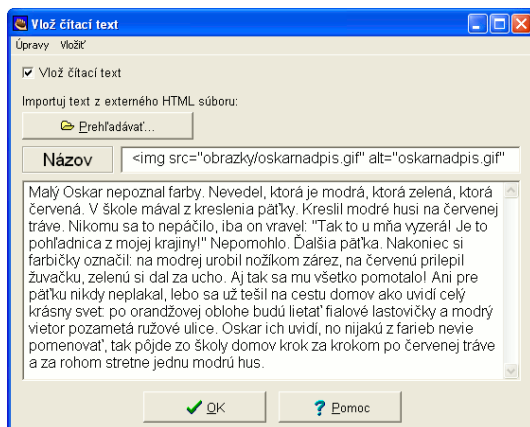 Vlož čítací text
Úpravy Vložiť
Vlož čítací text
Importuj text z externého HTML súboru:
Prehľadávať...
Názov <img src="obrazky/oskarnadpis.gif" alt="oskarnadpis.gif"
Malý Oskar nepoznal farby. Nevedel, ktorá je modrá, ktorá zelená, ktorá
červená. V škole mával z kreslenia päťky. Kreslil modré husi na červenej
tráve. Nikomu sa to nepáčilo, iba on vravel: "Tak to u mňa vyzerá! Je to
pohľadnica z mojej krajiny!" Nepomohlo. Ďalšia päťka. Nakoniec si
farbičky označil: na modrej urobil nožíkom zárez, na červenú prilepil
žuvačku, zelenú si dal za ucho. Aj tak sa mu všetko pomotalo! Ani pre
päťku nikdy neplakal, lebo sa už tešil na cestu domov ako uvidí celý
krásny svet: po orandžovej oblohe budú lietať fialové lastovičky a modrý
vietor pozametá ružové ulice. Oskar ich uvidí, no nijakú z farieb nevie
pomenovať, tak pôjde zo školy domov krok za krokom po červenej tráve
a za rohom stretne jednu modrú hus.
OK Pomoc